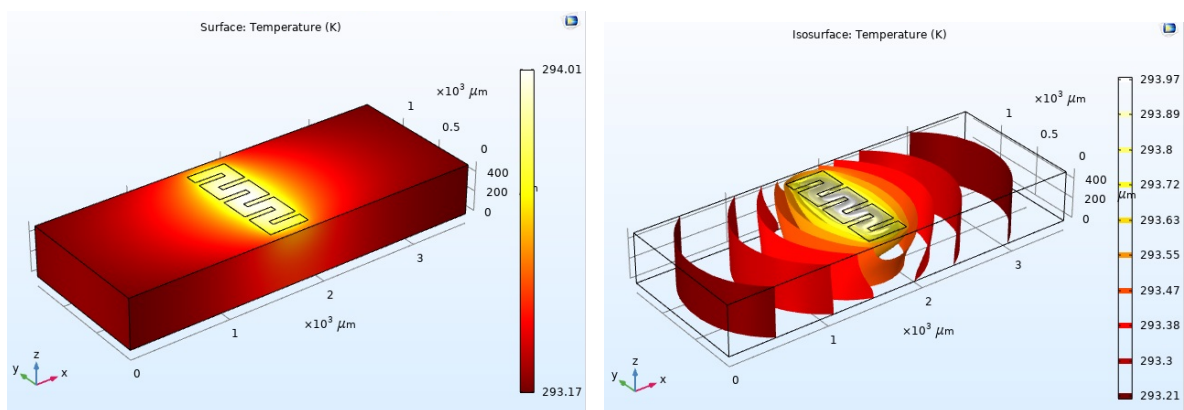 Surface: Temperature (K)
294.01
×10³ μm
1
0.5
0
400
200
0
3
2
1
×10³ μm
0
293.17
y
z
x
Isosurface: Temperature (K)
293.97
293.89
293.8
293.72
293.63
293.55
293.47
293.38
293.3
293.21
×10³ μm
1
0.5
0
400
200
0
μm
3
2
1
×10³ μm
0
y
z
x